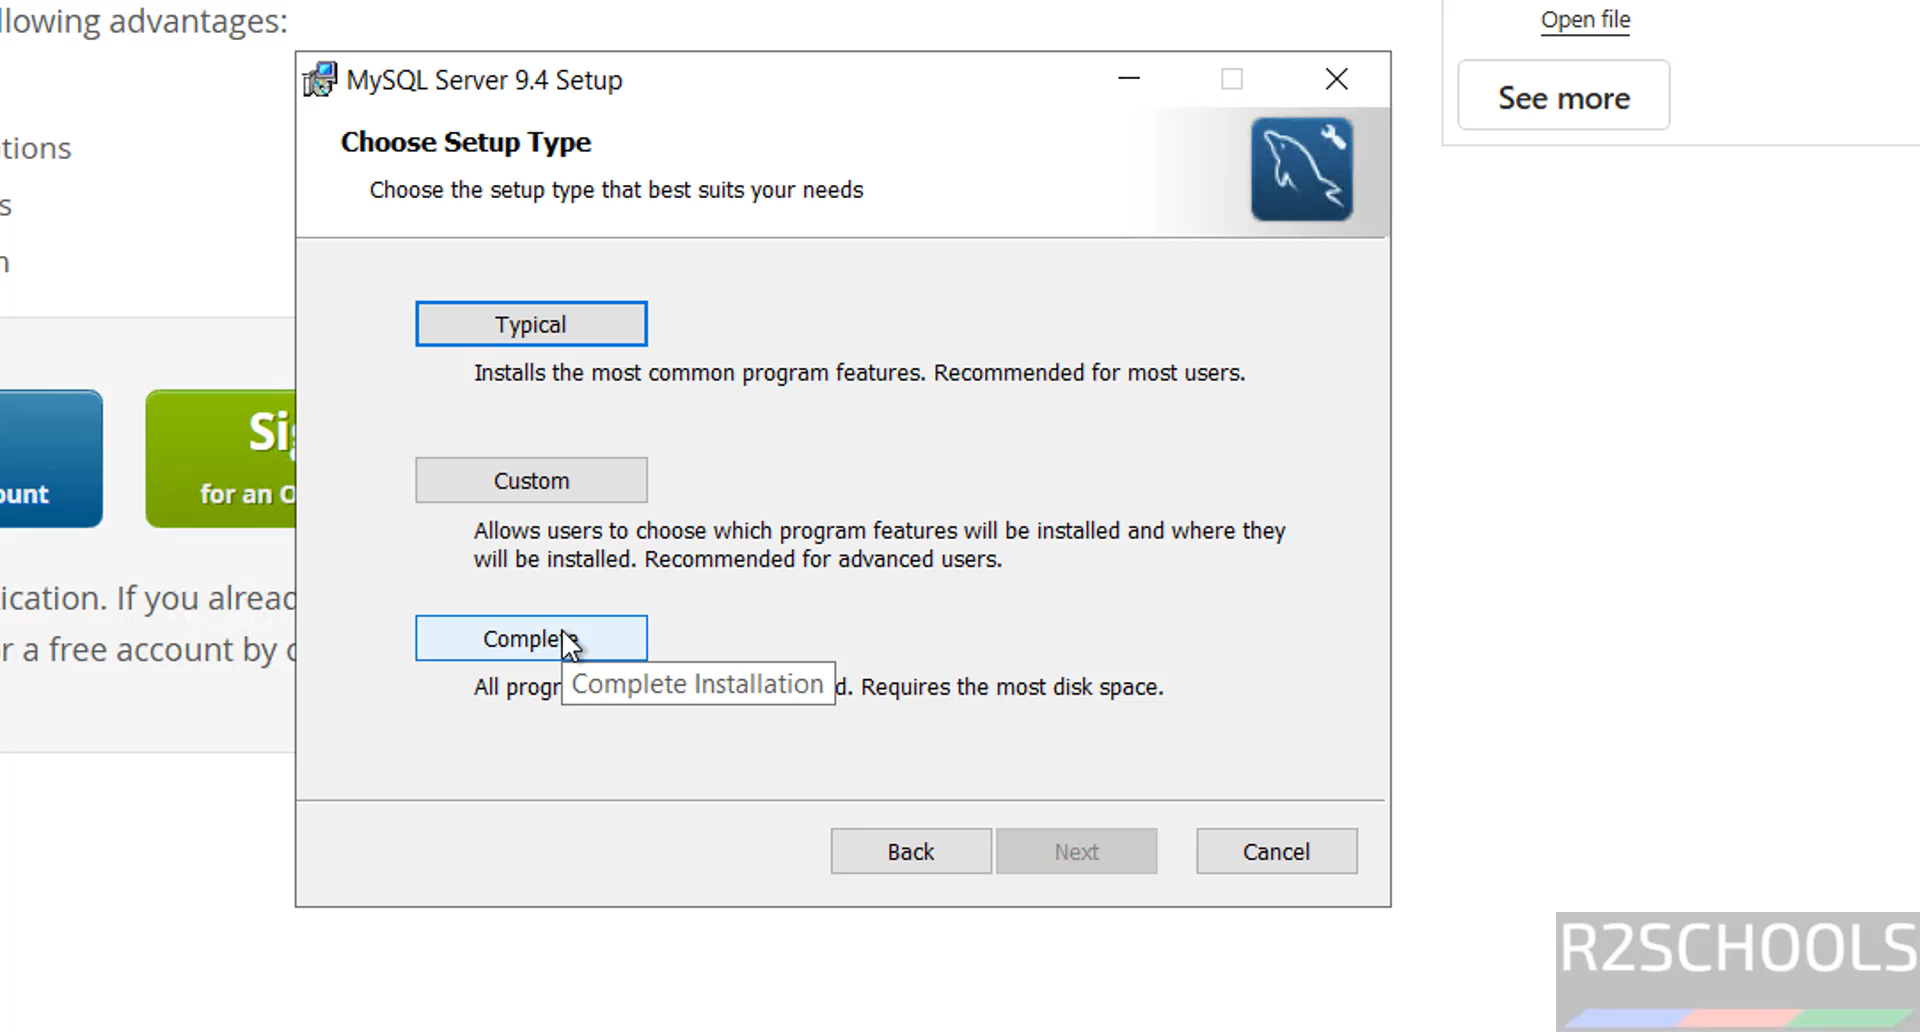 llowing advantages:
Open file
MySQL Server 9.4 Setup
See more
Choose Setup Type
Choose the setup type that best suits your needs
tions
s
n
Typical
Installs the most common program features. Recommended for most users.
Si
ount
for an O
Custom
Allows users to choose which program features will be installed and where they
will be installed. Recommended for advanced users.
ication. If you alread
r a free account by c
Complete
Complete Installation
All progr
d. Requires the most disk space.
Back
Next
Cancel
R2SCHOOLS